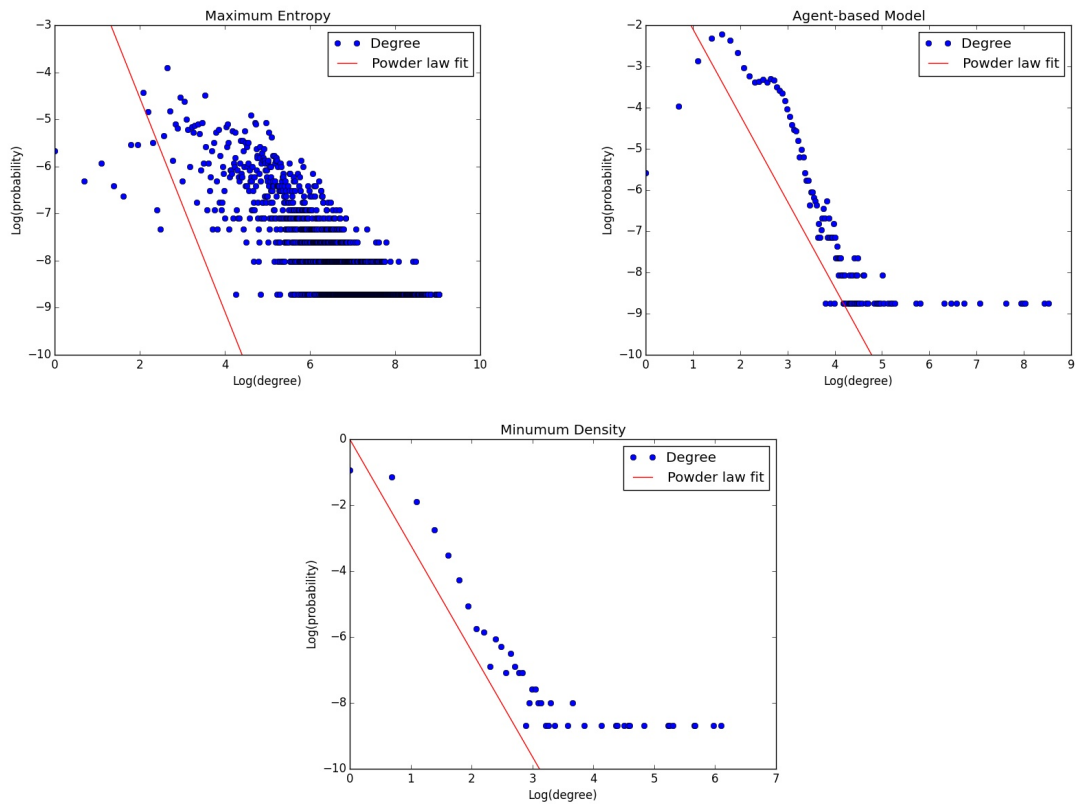 Maximum Entropy
−3
−4
−5
−6
−7
−8
−9
−10
Log(probability)
0 2 4 6 8 10
Log(degree)
Degree
Powder law fit
Agent-based Model
−2
−3
−4
−5
−6
−7
−8
−9
−10
Log(probability)
0 1 2 3 4 5 6 7 8 9
Log(degree)
Degree
Powder law fit
Minumum Density
0
−2
−4
−6
−8
−10
Log(probability)
0 1 2 3 4 5 6 7
Log(degree)
Degree
Powder law fit